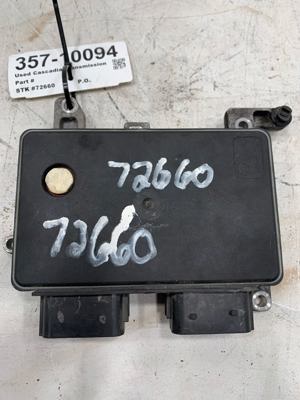 357-10094
Used Cascadia Transmission
Part #
STK #72660 P.O.
72660
72660